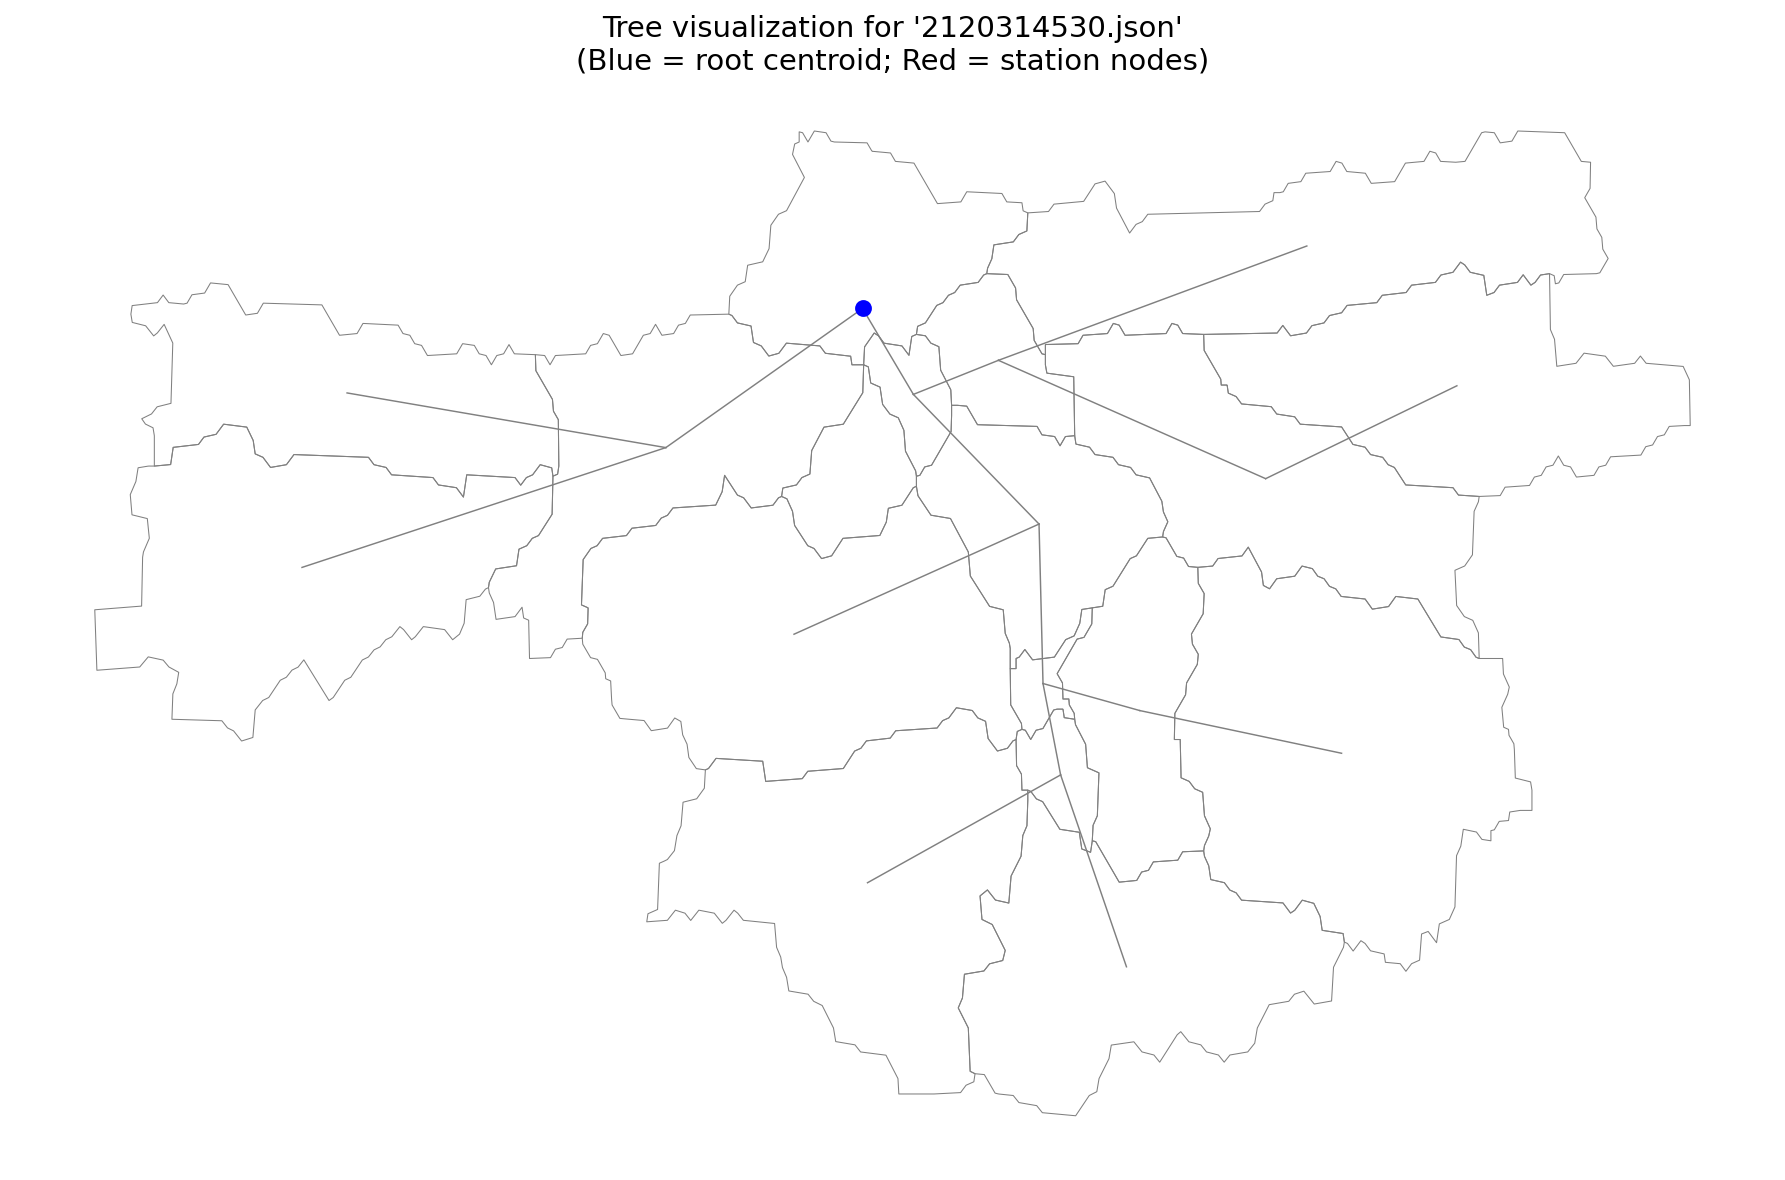 Tree visualization for '2120314530.json'
(Blue = root centroid; Red = station nodes)